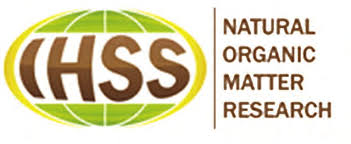 IHSS
NATURAL
ORGANIC
MATTER
RESEARCH